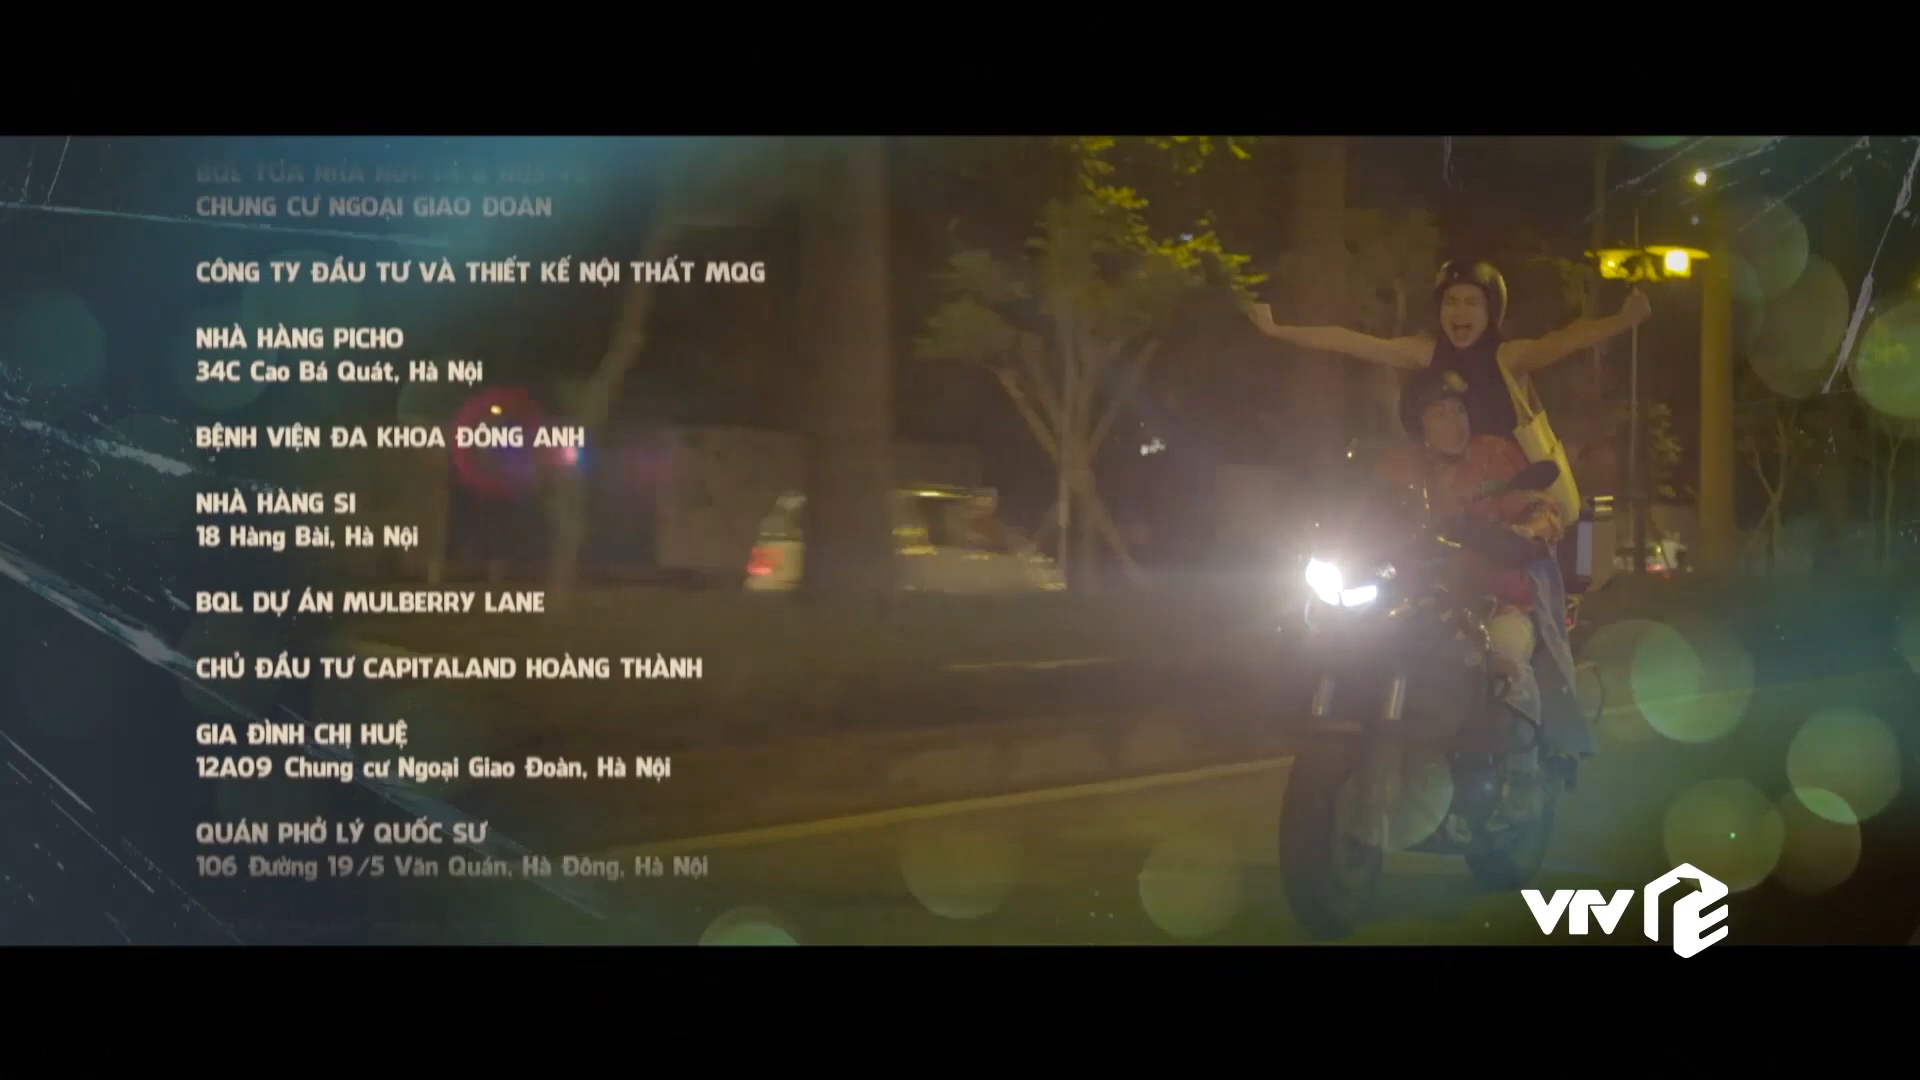 BQL TÒA NHÀ
CHUNG CƯ NGOẠI GIAO ĐOÀN
CÔNG TY ĐẦU TƯ VÀ THIẾT KẾ NỘI THẤT MQG
NHÀ HÀNG PICHO
34C Cao Bá Quát, Hà Nội
BỆNH VIỆN ĐA KHOA ĐÔNG ANH
NHÀ HÀNG SI
18 Hàng Bài, Hà Nội
BQL DỰ ÁN MULBERRY LANE
CHỦ ĐẦU TƯ CAPITALAND HOÀNG THÀNH
GIA ĐÌNH CHỊ HUỆ
12A09 Chung cư Ngoại Giao Đoàn, Hà Nội
QUÁN PHỞ LÝ QUỐC SƯ
106 Đường 19/5 Văn Quán, Hà Đông, Hà Nội
VTV